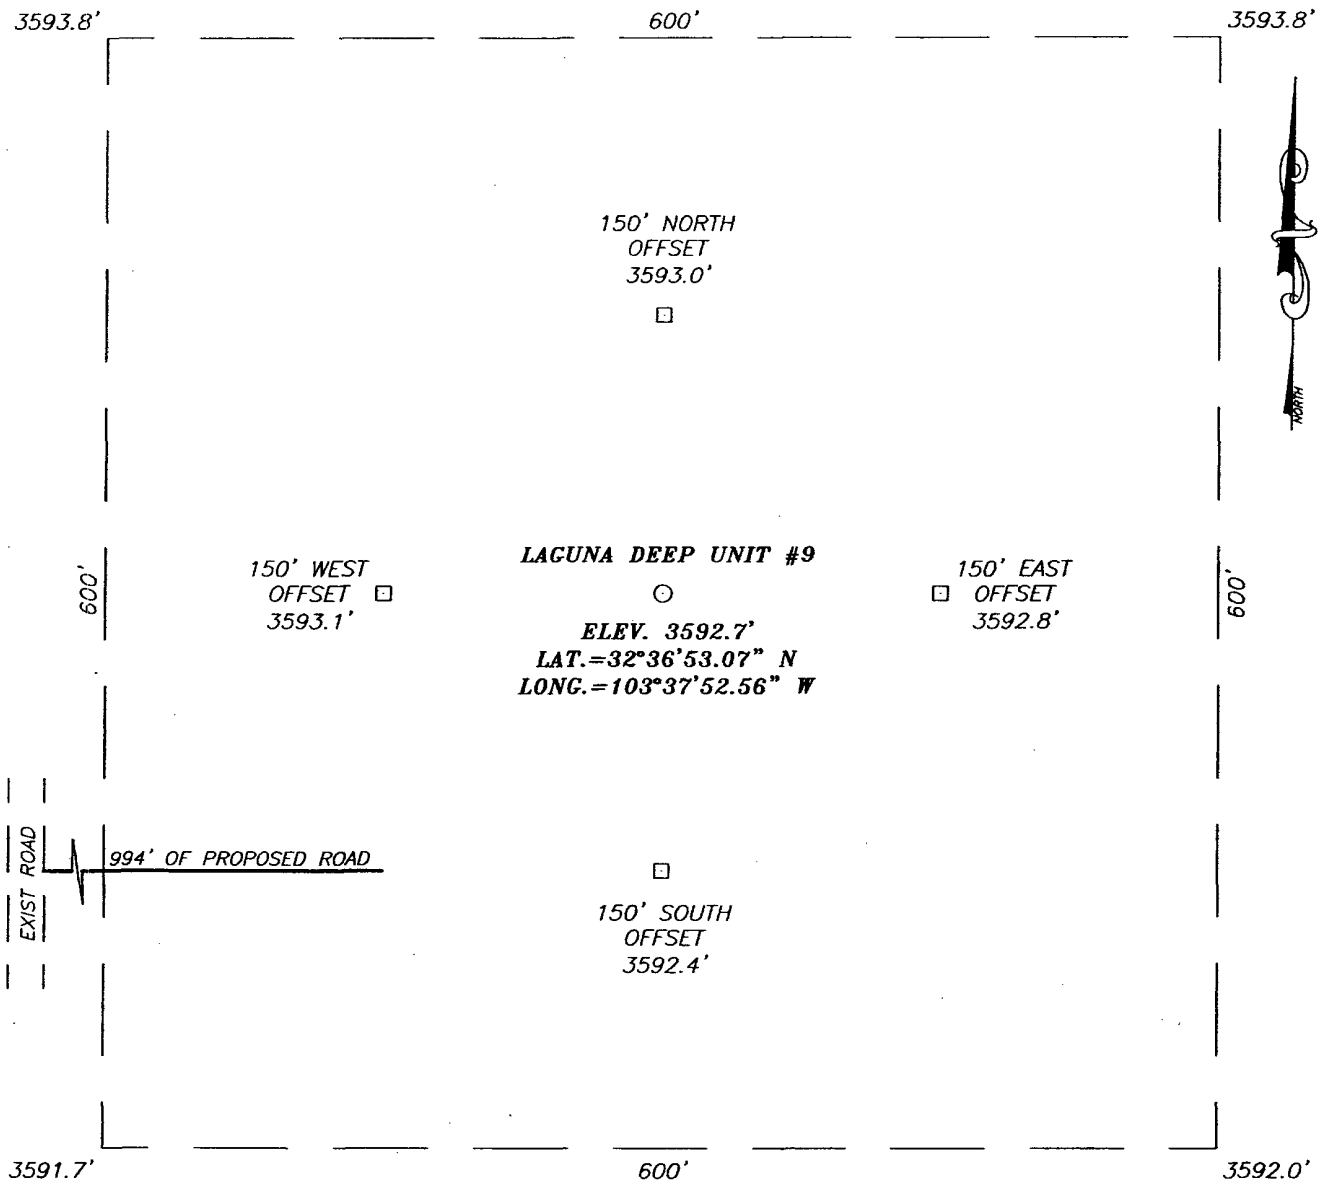 3593.8'
600'
3593.8'
NORTH
150' NORTH
OFFSET
3593.0'
600'
150' WEST
OFFSET
3593.1'
LAGUNA DEEP UNIT #9
ELEV. 3592.7'
LAT.=32°36'53.07" N
LONG.=103°37'52.56" W
150' EAST
OFFSET
3592.8'
600'
EXIST ROAD
994' OF PROPOSED ROAD
150' SOUTH
OFFSET
3592.4'
3591.7'
600'
3592.0'